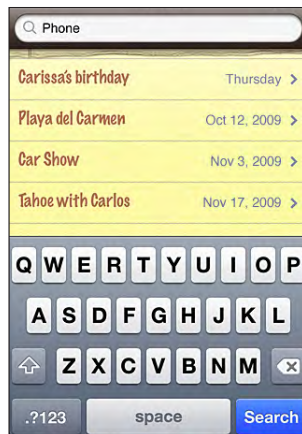 Phone
Carissa's birthday Thursday
Playa del Carmen Oct 12, 2009
Car Show Nov 3, 2009
Tahoe with Carlos Nov 17, 2009
Q W E R T Y U I O P
A S D F G H J K L
Z X C V B N M
.?123 space Search